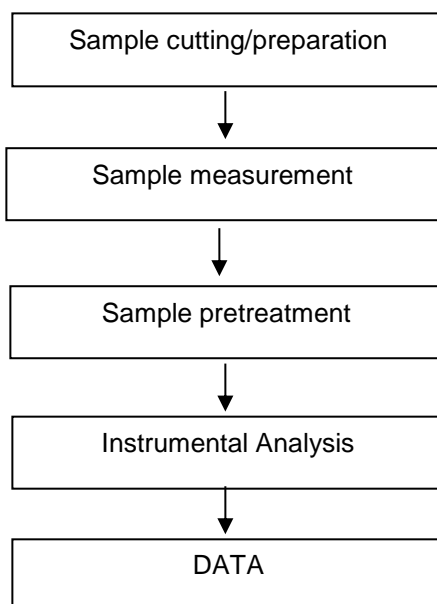 Sample cutting/preparation
Sample measurement
Sample pretreatment
Instrumental Analysis
DATA